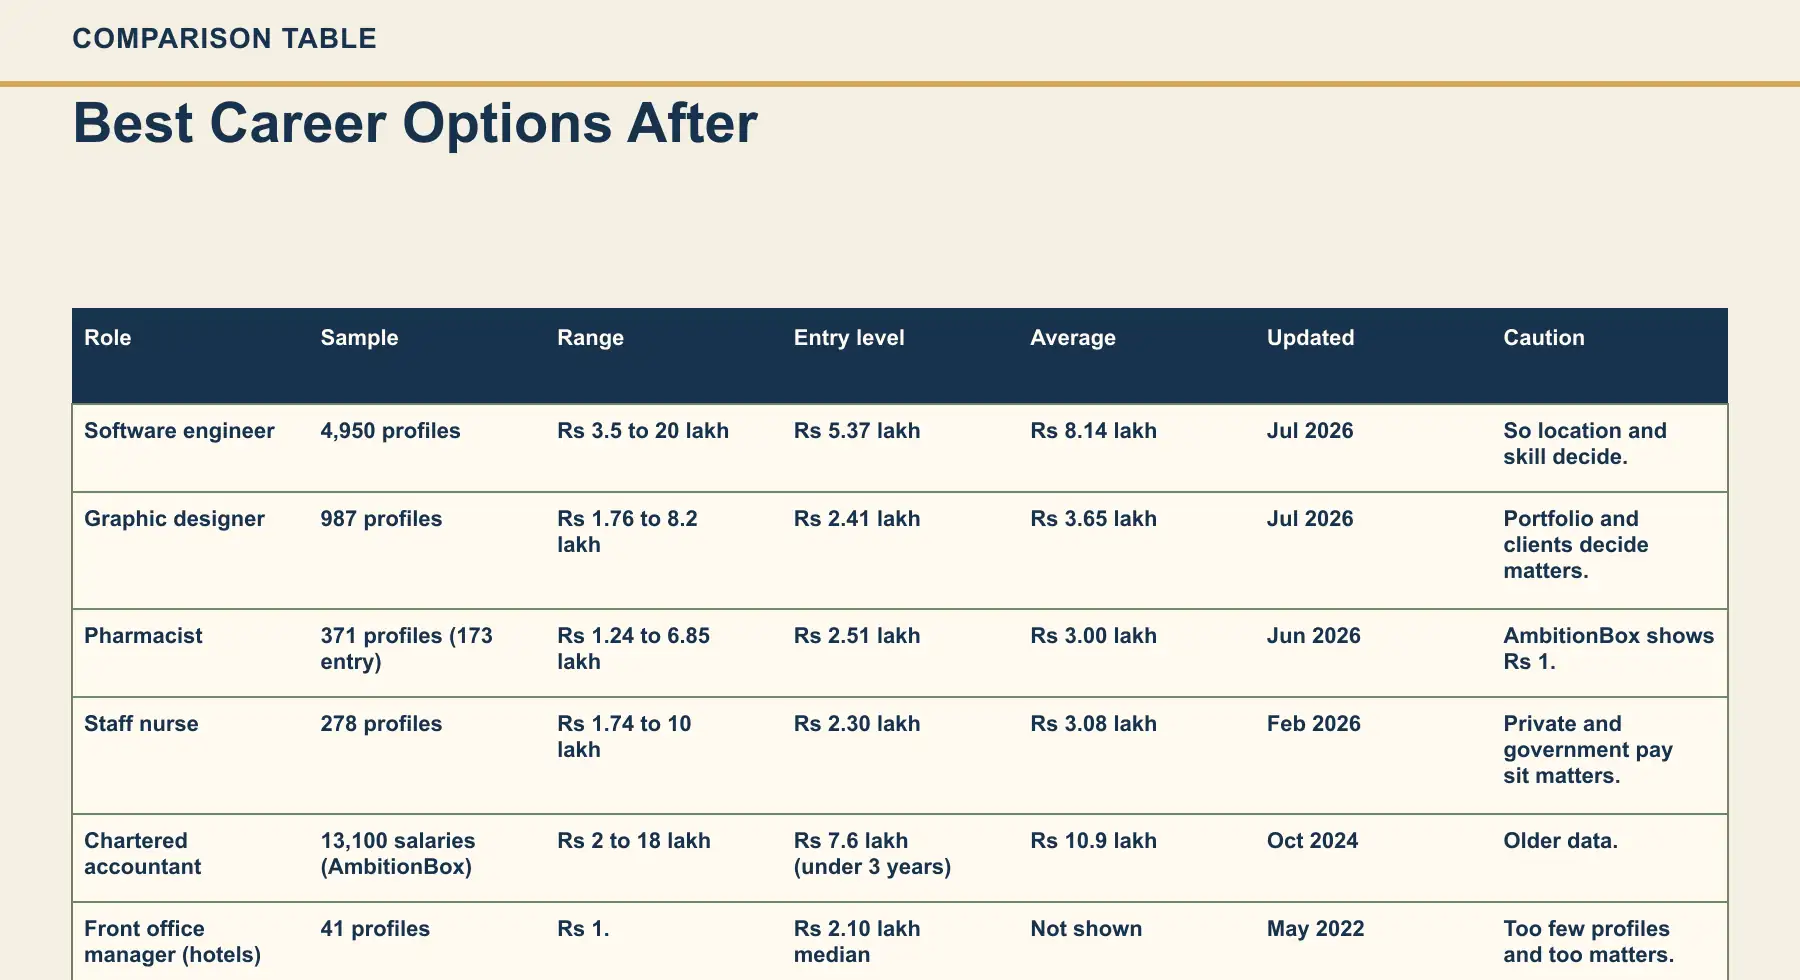 COMPARISON TABLE
Best Career Options After
Role Sample Range Entry level Average Updated Caution
Software engineer 4,950 profiles Rs 3.5 to 20 lakh Rs 5.37 lakh Rs 8.14 lakh Jul 2026 So location and
skill decide.
Graphic designer 987 profiles Rs 1.76 to 8.2 Rs 2.41 lakh Rs 3.65 lakh Jul 2026 Portfolio and
lakh clients decide
matters.
Pharmacist 371 profiles (173 Rs 1.24 to 6.85 Rs 2.51 lakh Rs 3.00 lakh Jun 2026 AmbitionBox shows
entry) lakh Rs 1.
Staff nurse 278 profiles Rs 1.74 to 10 Rs 2.30 lakh Rs 3.08 lakh Feb 2026 Private and
lakh government pay
sit matters.
Chartered 13,100 salaries Rs 2 to 18 lakh Rs 7.6 lakh Rs 10.9 lakh Oct 2024 Older data.
accountant (AmbitionBox) (under 3 years)
Front office 41 profiles Rs 1. Rs 2.10 lakh Not shown May 2022 Too few profiles
manager (hotels) median and too matters.